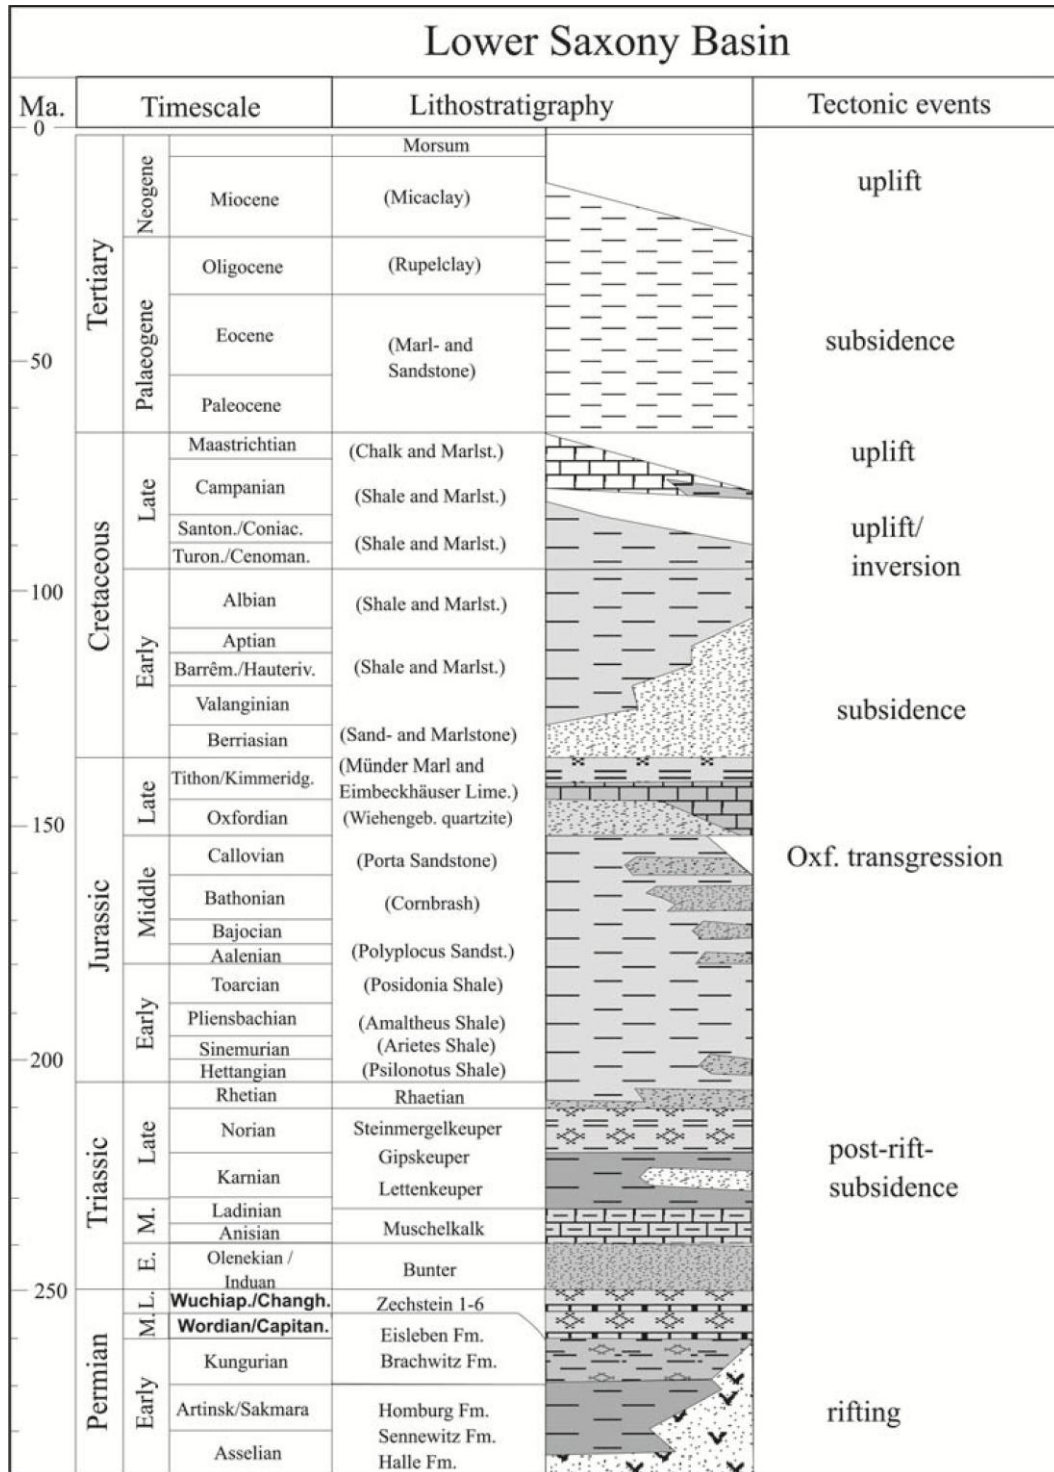 Lower Saxony Basin
Ma.
Timescale
Lithostratigraphy
Tectonic events
0
50
100
150
200
250
Tertiary
Cretaceous
Jurassic
Triassic
Permian
Neogene
Palaeogene
Late
Early
Late
Middle
Early
Late
M.
E.
L.
M.
Early
Miocene
Oligocene
Eocene
Paleocene
Maastrichtian
Campanian
Santon./Coniac.
Turon./Cenoman.
Albian
Aptian
Barrêm./Hauteriv.
Valanginian
Berriasian
Tithon/Kimmeridg.
Oxfordian
Callovian
Bathonian
Bajocian
Aalenian
Toarcian
Pliensbachian
Sinemurian
Hettangian
Rhetian
Norian
Karnian
Ladinian
Anisian
Olenekian /
Induan
Wuchiap./Changh.
Wordian/Capitan.
Kungurian
Artinsk/Sakmara
Asselian
Morsum
(Micaclay)
(Rupelclay)
(Marl- and
Sandstone)
(Chalk and Marlst.)
(Shale and Marlst.)
(Shale and Marlst.)
(Shale and Marlst.)
(Shale and Marlst.)
(Sand- and Marlstone)
(Münder Marl and
Eimbeckhäuser Lime.)
(Wiehengeb. quartzite)
(Porta Sandstone)
(Cornbrash)
(Polyplocus Sandst.)
(Posidonia Shale)
(Amaltheus Shale)
(Arietes Shale)
(Psilonotus Shale)
Rhaetian
Steinmergelkeuper
Gipskeuper
Lettenkeuper
Muschelkalk
Bunter
Zechstein 1-6
Eisleben Fm.
Brachwitz Fm.
Homburg Fm.
Sennewitz Fm.
Halle Fm.
uplift
subsidence
uplift
uplift/
inversion
subsidence
Oxf. transgression
post-rift-
subsidence
rifting